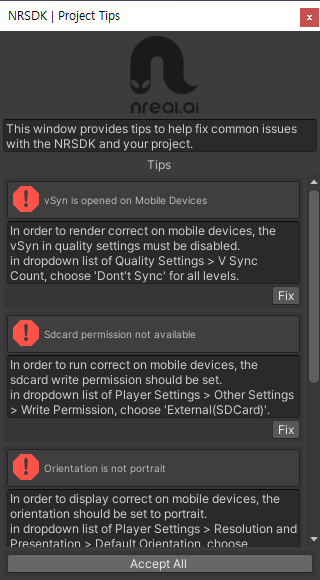 NRSDK | Project Tips
x
nreal.ai
This window provides tips to help fix common issues
with the NRSDK and your project.
Tips
vSyn is opened on Mobile Devices
In order to render correct on mobile devices, the
vSyn in quality settings must be disabled.
in dropdown list of Quality Settings > V Sync
Count, choose 'Dont't Sync' for all levels.
Fix
Sdcard permission not available
In order to run correct on mobile devices, the
sdcard write permission should be set.
in dropdown list of Player Settings > Other Settings
> Write Permission, choose 'External(SDCard)'.
Fix
Orientation is not portrait
In order to display correct on mobile devices, the
orientation should be set to portrait.
in dropdown list of Player Settings > Resolution and
Presentation > Default Orientation, choose
Accept All